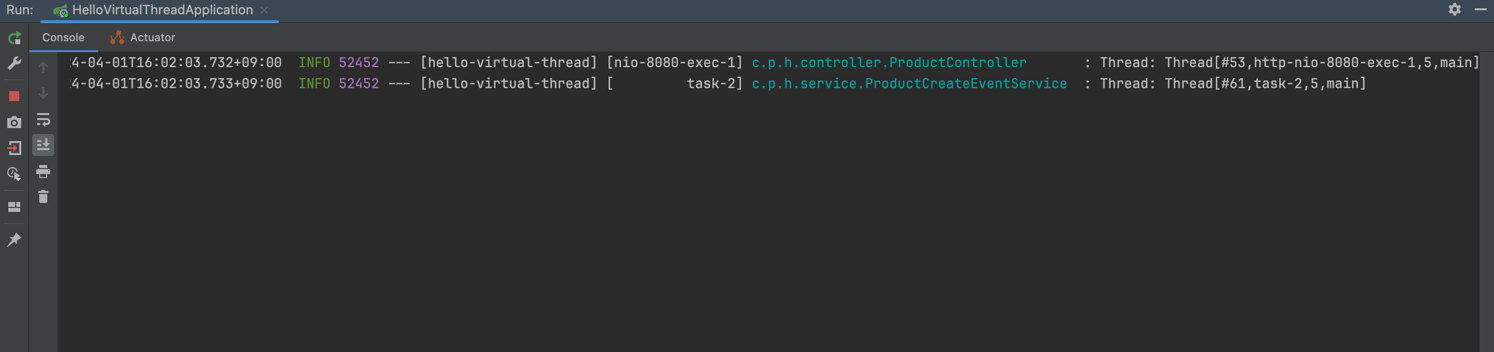 Run: HelloVirtualThreadApplication
Console Actuator
4-04-01T16:02:03.732+09:00  INFO 52452 --- [hello-virtual-thread] [nio-8080-exec-1] c.p.h.controller.ProductController       : Thread: Thread[#53,http-nio-8080-exec-1,5,main]
4-04-01T16:02:03.733+09:00  INFO 52452 --- [hello-virtual-thread] [         task-2] c.p.h.service.ProductCreateEventService  : Thread: Thread[#61,task-2,5,main]